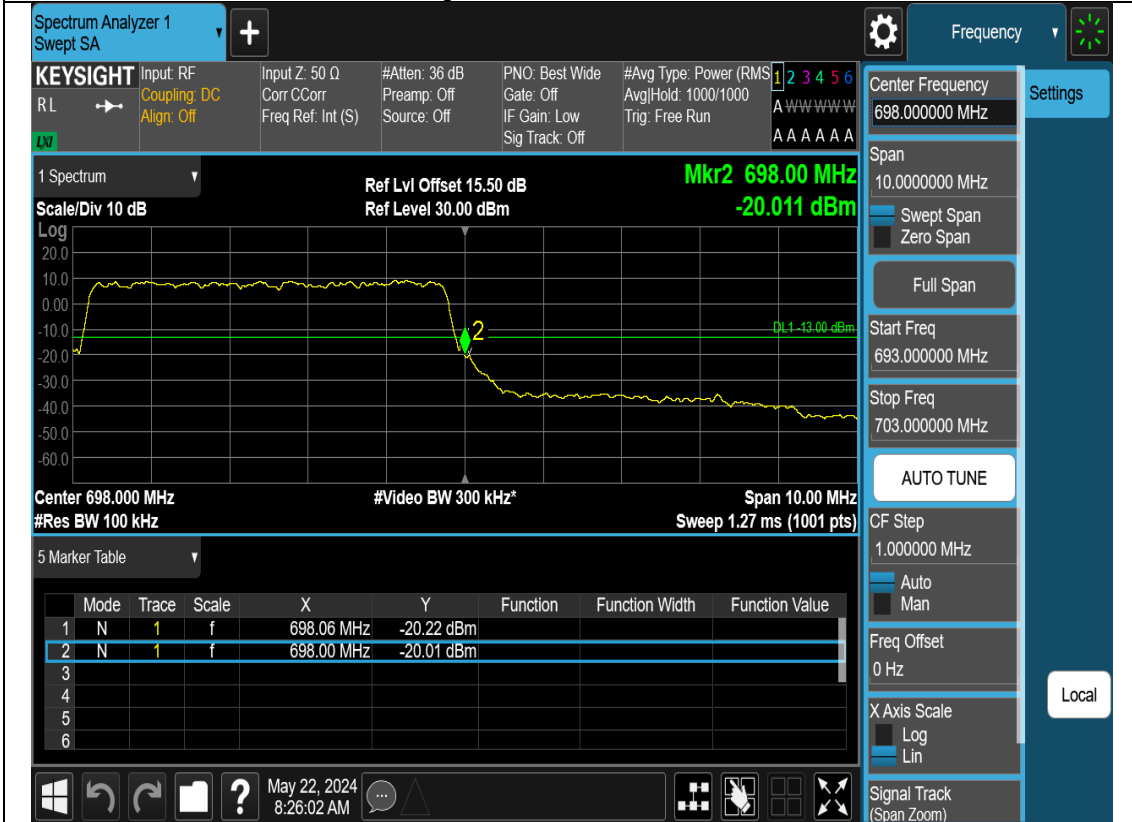 Spectrum Analyzer 1
Swept SA
+
Frequency
KEYSIGHT
RL
LXI
Input: RF
Coupling: DC
Align: Off
Input Z: 50 Ω
Corr CCorr
Freq Ref: Int (S)
#Atten: 36 dB
Preamp: Off
Source: Off
PNO: Best Wide
Gate: Off
IF Gain: Low
Sig Track: Off
#Avg Type: Power (RMS
Avg|Hold: 1000/1000
Trig: Free Run
1 2 3 4 5 6
A W W W W W
A A A A A A
1 Spectrum
Scale/Div 10 dB
Ref Lvl Offset 15.50 dB
Ref Level 30.00 dBm
Mkr2 698.00 MHz
-20.011 dBm
Log
20.0
10.0
0.00
-10.0
-20.0
-30.0
-40.0
-50.0
-60.0
2
DL1 -13.00 dBm
Center 698.000 MHz
#Video BW 300 kHz*
Span 10.00 MHz
#Res BW 100 kHz
Sweep 1.27 ms (1001 pts)
5 Marker Table
Mode Trace Scale X Y Function Function Width Function Value
1 N 1 f 698.06 MHz -20.22 dBm
2 N 1 f 698.00 MHz -20.01 dBm
3
4
5
6
?
May 22, 2024
8:26:02 AM
Center Frequency
698.000000 MHz
Span
10.0000000 MHz
Swept Span
Zero Span
Full Span
Start Freq
693.000000 MHz
Stop Freq
703.000000 MHz
AUTO TUNE
CF Step
1.000000 MHz
Auto
Man
Freq Offset
0 Hz
X Axis Scale
Log
Lin
Signal Track
(Span Zoom)
Settings
Local